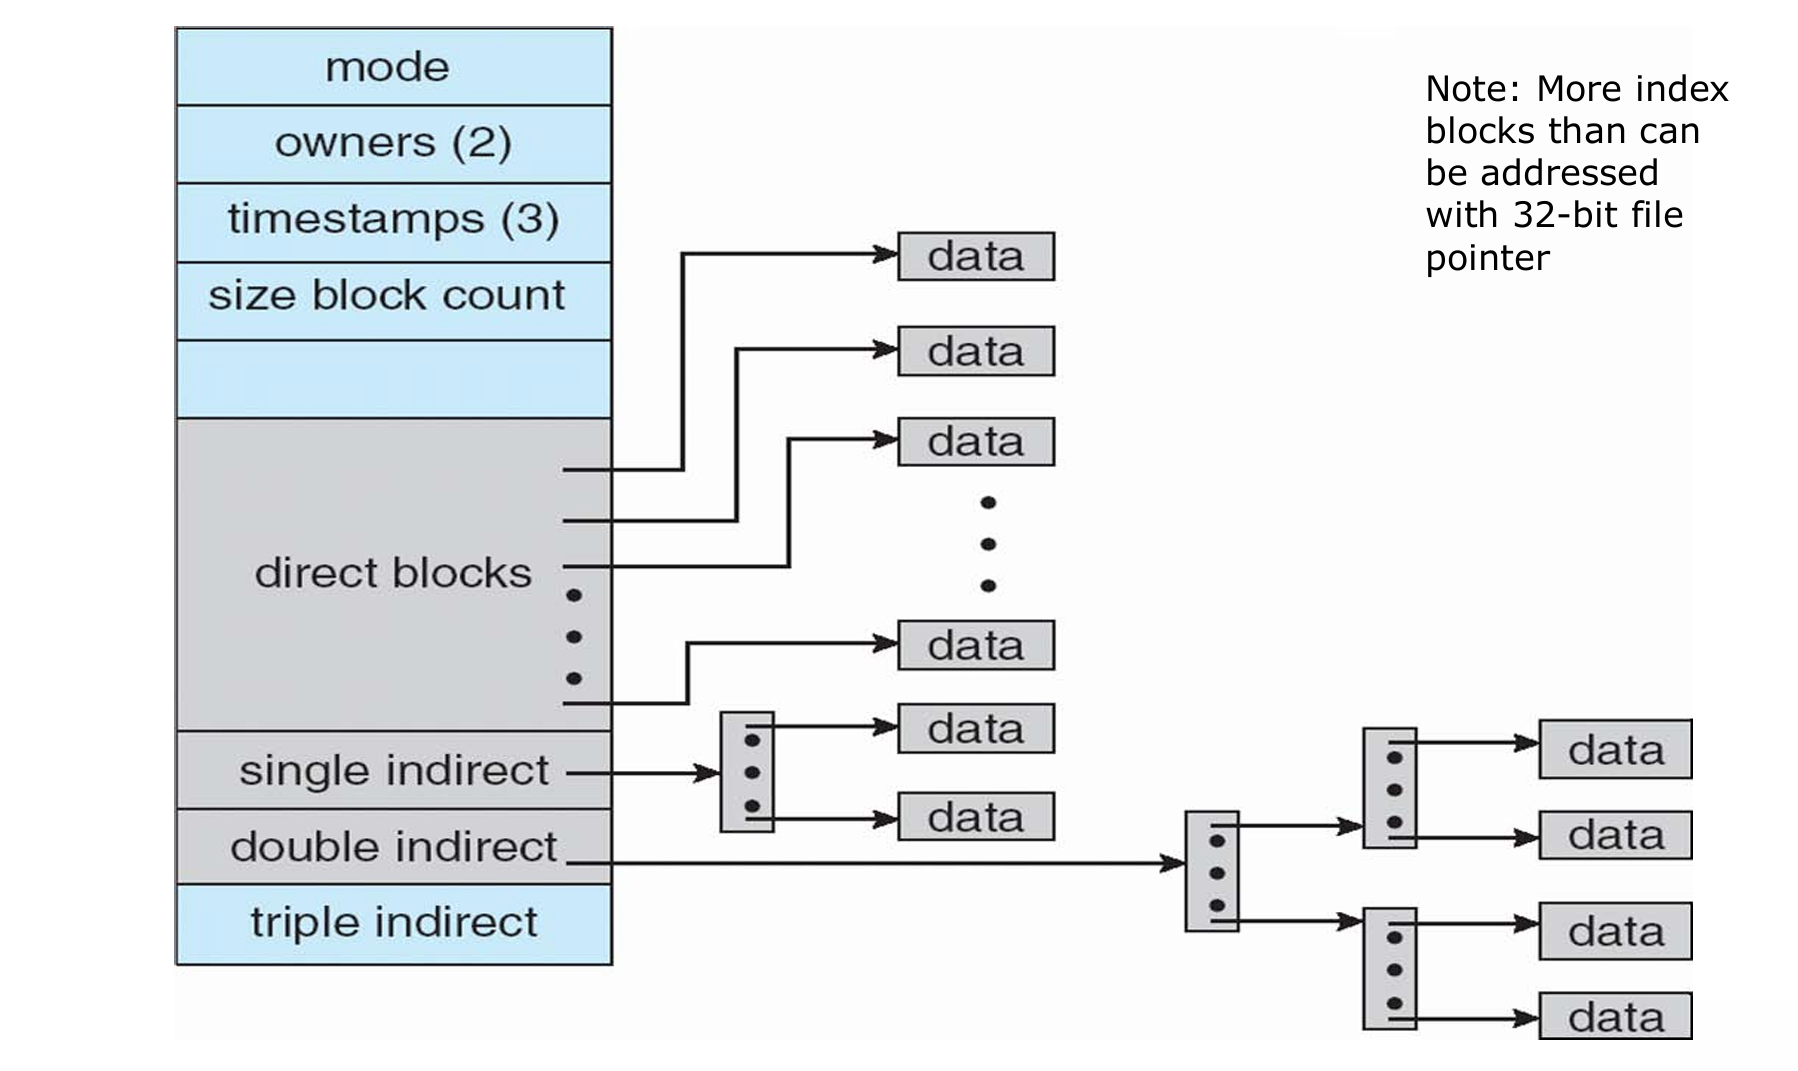 mode
owners (2)
timestamps (3)
size block count
direct blocks
single indirect
double indirect
triple indirect
data
data
data
data
data
data
data
data
data
data
Note: More index
blocks than can
be addressed
with 32-bit file
pointer